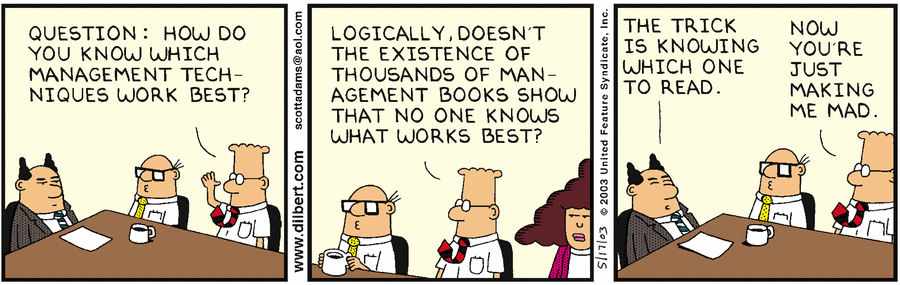 QUESTION: HOW DO
YOU KNOW WHICH
MANAGEMENT TECH-
NIQUES WORK BEST?
www.dilbert.com
scottadams@aol.com
LOGICALLY, DOESN'T
THE EXISTENCE OF
THOUSANDS OF MAN-
AGEMENT BOOKS SHOW
THAT NO ONE KNOWS
WHAT WORKS BEST?
5/17/03 © 2003 United Feature Syndicate, Inc.
THE TRICK
IS KNOWING
WHICH ONE
TO READ.
NOW
YOU'RE
JUST
MAKING
ME MAD.